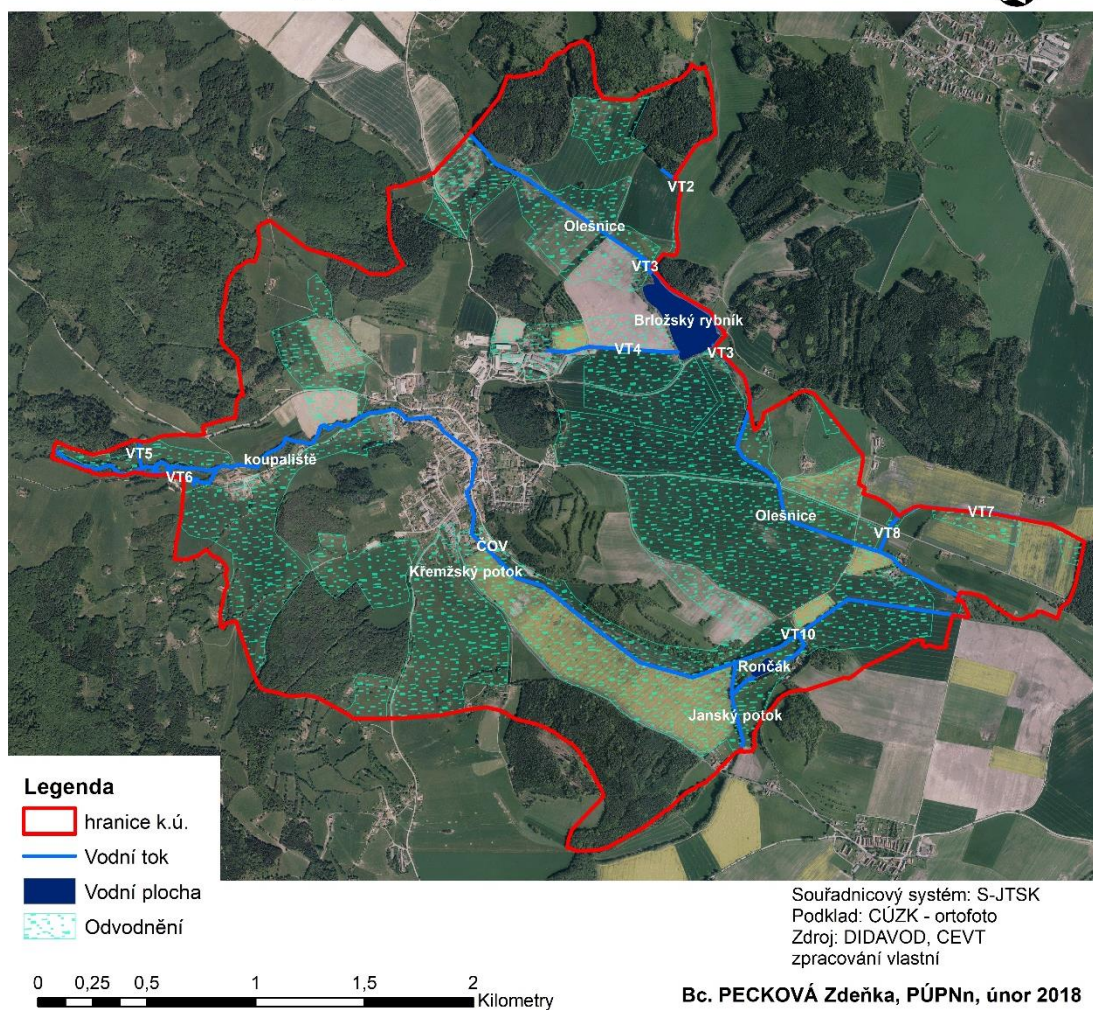 VT2
Olešnice
VT3
Brložský rybník
VT4
VT3
VT5
koupaliště
VT6
Olešnice
VT7
VT8
ČOV
Křemžský potok
VT10
Rončák
Janský potok
Legenda
hranice k.ú.
Vodní tok
Vodní plocha
Odvodnění
Souřadnicový systém: S-JTSK
Podklad: ČÚZK - ortofoto
Zdroj: DIDAVOD, CEVT
zpracování vlastní
0 0,25 0,5 1 1,5 2
Kilometry
Bc. PECKOVÁ Zdeňka, PÚPNn, únor 2018